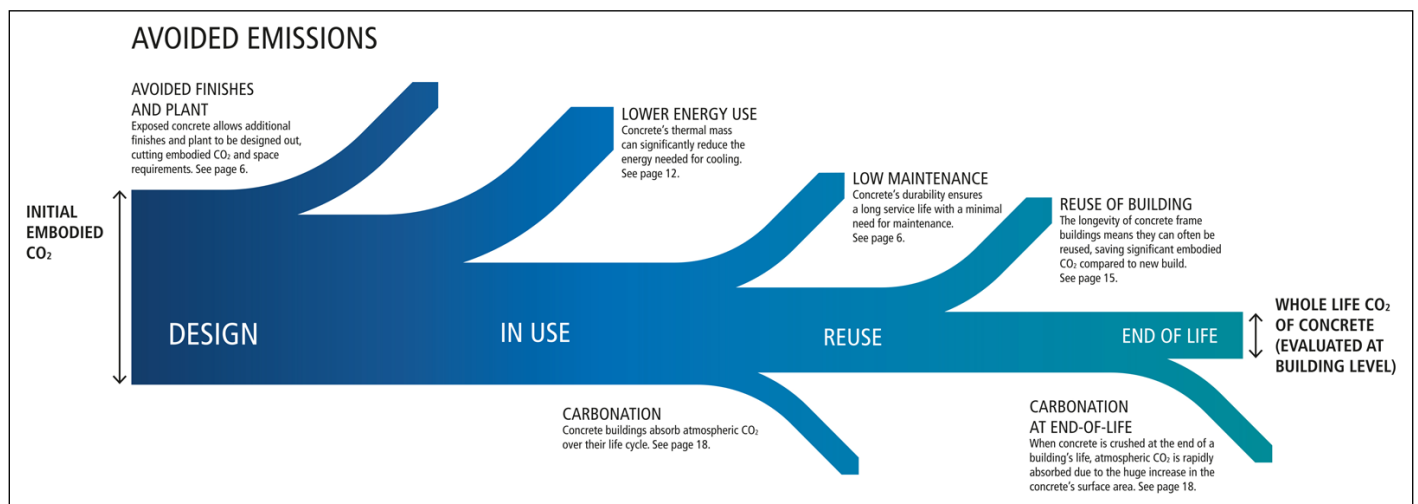 AVOIDED EMISSIONS
AVOIDED FINISHES
AND PLANT
Exposed concrete allows additional
finishes and plant to be designed out,
cutting embodied CO₂ and space
requirements. See page 6.
LOWER ENERGY USE
Concrete's thermal mass
can significantly reduce the
energy needed for cooling.
See page 12.
LOW MAINTENANCE
Concrete's durability ensures
a long service life with a minimal
need for maintenance.
See page 6.
REUSE OF BUILDING
The longevity of concrete frame
buildings means they can often be
reused, saving significant embodied
CO₂ compared to new build.
See page 15.
INITIAL
EMBODIED
CO₂
DESIGN
IN USE
REUSE
END OF LIFE
WHOLE LIFE CO₂
OF CONCRETE
(EVALUATED AT
BUILDING LEVEL)
CARBONATION
Concrete buildings absorb atmospheric CO₂
over their life cycle. See page 18.
CARBONATION
AT END-OF-LIFE
When concrete is crushed at the end of a
building's life, atmospheric CO₂ is rapidly
absorbed due to the huge increase in the
concrete's surface area. See page 18.